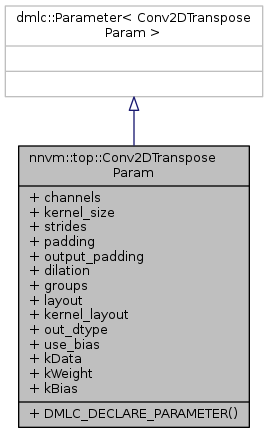 dmlc::Parameter< Conv2DTranspose
Param >
nnvm::top::Conv2DTranspose
Param
+ channels
+ kernel_size
+ strides
+ padding
+ output_padding
+ dilation
+ groups
+ layout
+ kernel_layout
+ out_dtype
+ use_bias
+ kData
+ kWeight
+ kBias
+ DMLC_DECLARE_PARAMETER()